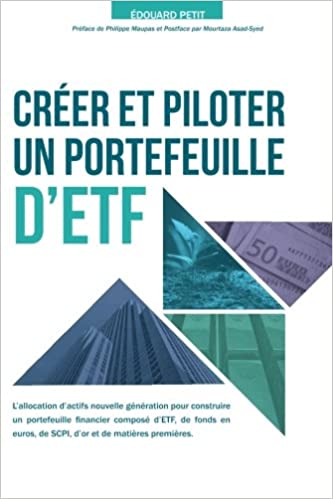 ÉDOUARD PETIT
Préface de Philippe Maupas et Postface par Mourtaza Asad-Syed
CRÉER ET PILOTER
UN PORTEFEUILLE
D'ETF
50 EURO
L'allocation d'actifs nouvelle génération pour construire
un portefeuille financier composé d'ETF, de fonds en
euros, de SCPI, d'or et de matières premières.